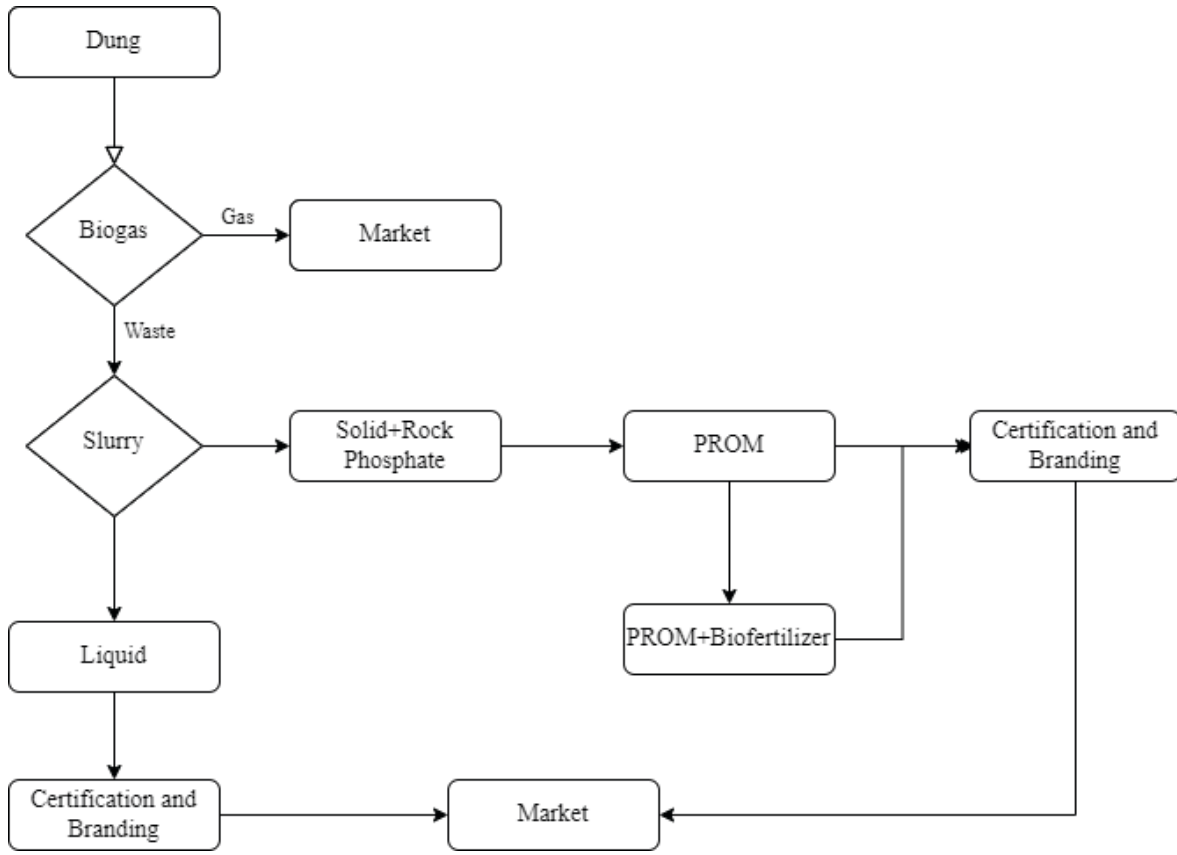 Dung
Biogas
Gas
Market
Waste
Slurry
Solid+Rock
Phosphate
PROM
Certification and
Branding
PROM+Biofertilizer
Liquid
Certification and
Branding
Market